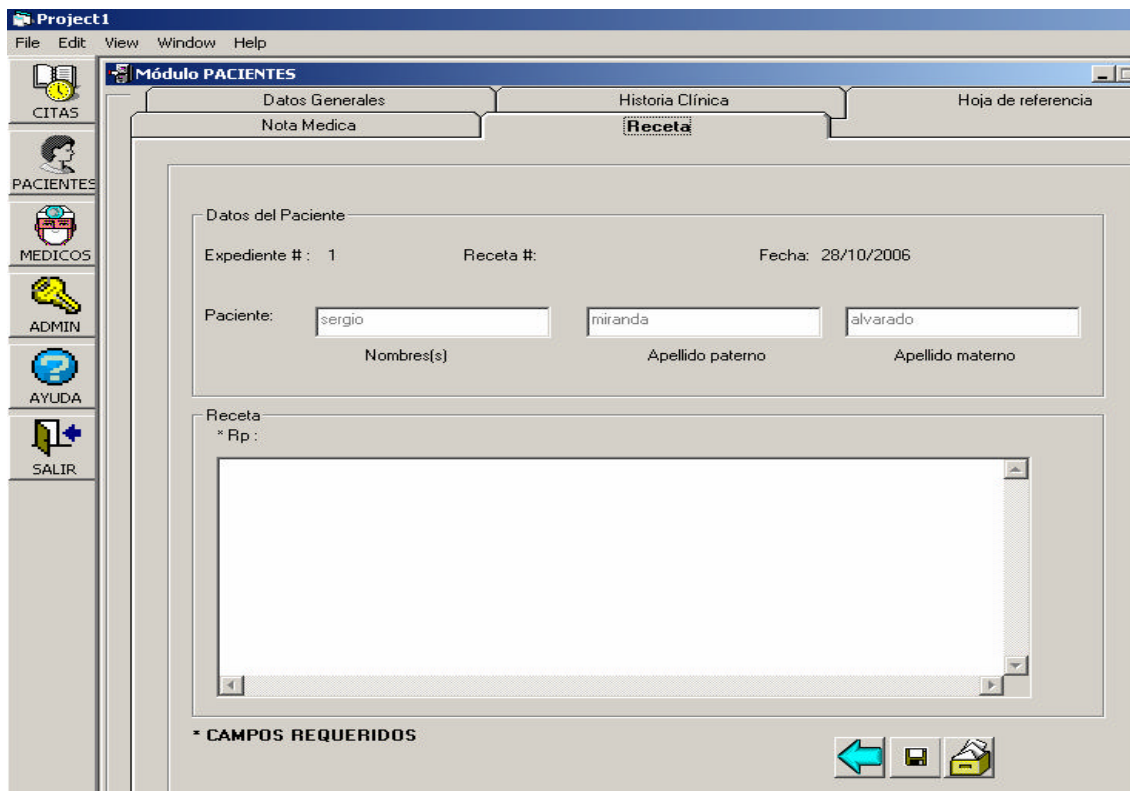 Project1
File Edit View Window Help
CITAS
PACIENTES
MEDICOS
ADMIN
AYUDA
SALIR
Módulo PACIENTES
Datos Generales Historia Clínica Hoja de referencia
Nota Medica Receta
Datos del Paciente
Expediente # : 1 Receta #: Fecha: 28/10/2006
Paciente: sergio miranda alvarado
Nombres(s) Apellido paterno Apellido materno
Receta
* Rp :
* CAMPOS REQUERIDOS